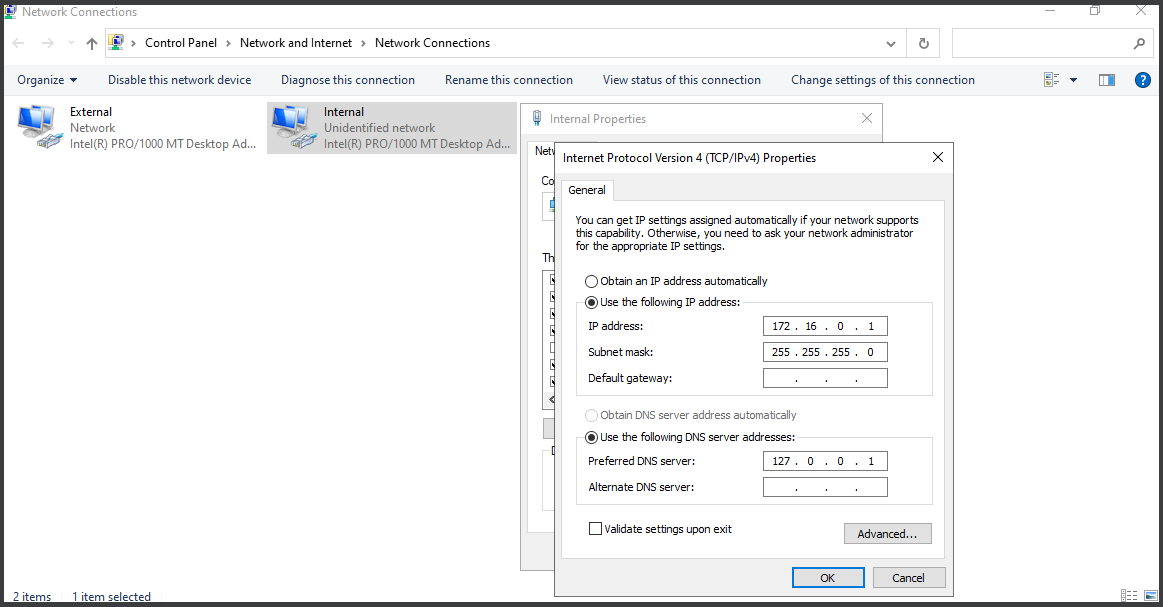 Network Connections
Control Panel > Network and Internet > Network Connections
Organize Disable this network device Diagnose this connection Rename this connection View status of this connection Change settings of this connection
External
Network
Intel(R) PRO/1000 MT Desktop Ad...
Internal
Unidentified network
Intel(R) PRO/1000 MT Desktop Ad...
Internal Properties
Internet Protocol Version 4 (TCP/IPv4) Properties
General
You can get IP settings assigned automatically if your network supports
this capability. Otherwise, you need to ask your network administrator
for the appropriate IP settings.
Obtain an IP address automatically
Use the following IP address:
IP address: 172 . 16 . 0 . 1
Subnet mask: 255 . 255 . 255 . 0
Default gateway: . . .
Obtain DNS server address automatically
Use the following DNS server addresses:
Preferred DNS server: 127 . 0 . 0 . 1
Alternate DNS server: . . .
Validate settings upon exit
Advanced...
OK Cancel
2 items 1 item selected